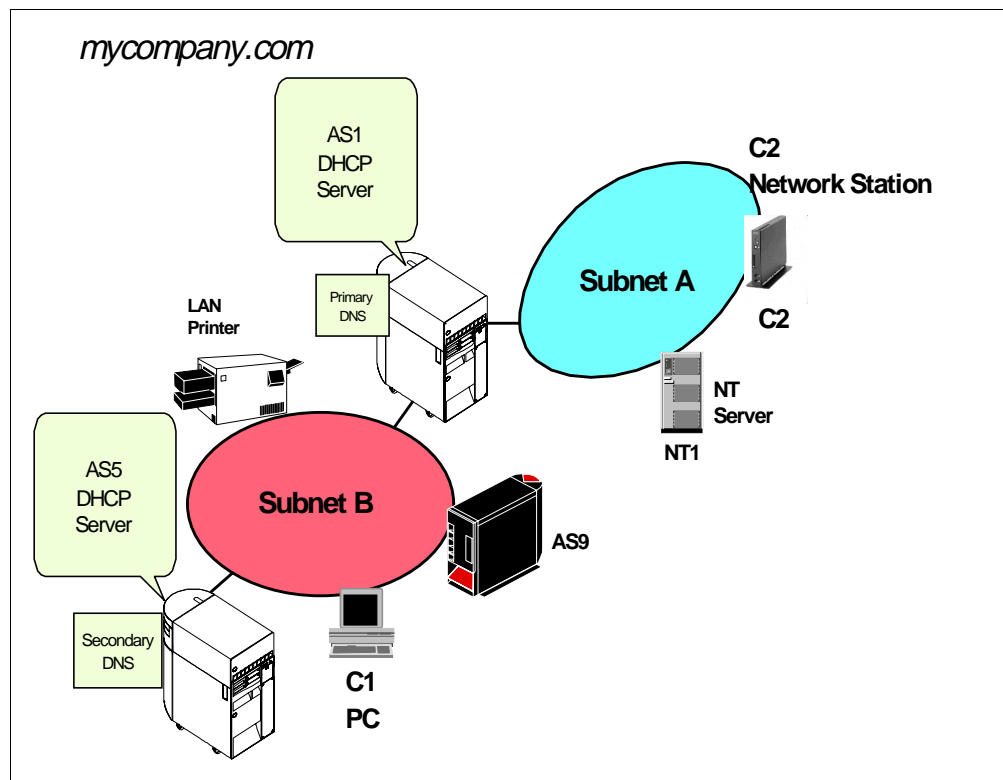 mycompany.com
AS1
DHCP
Server
C2
Network Station
Subnet A
Primary
DNS
LAN
Printer
C2
NT
Server
NT1
AS5
DHCP
Server
Subnet B
AS9
Secondary
DNS
C1
PC